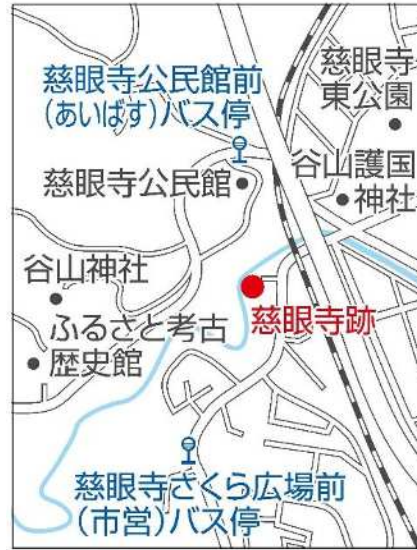 慈眼寺公民館前
(あいばす)バス停
慈眼寺
東公園
慈眼寺公民館
谷山護国
神社
谷山神社
慈眼寺跡
ふるさと考古
歴史館
慈眼寺さくら広場前
(市営)バス停